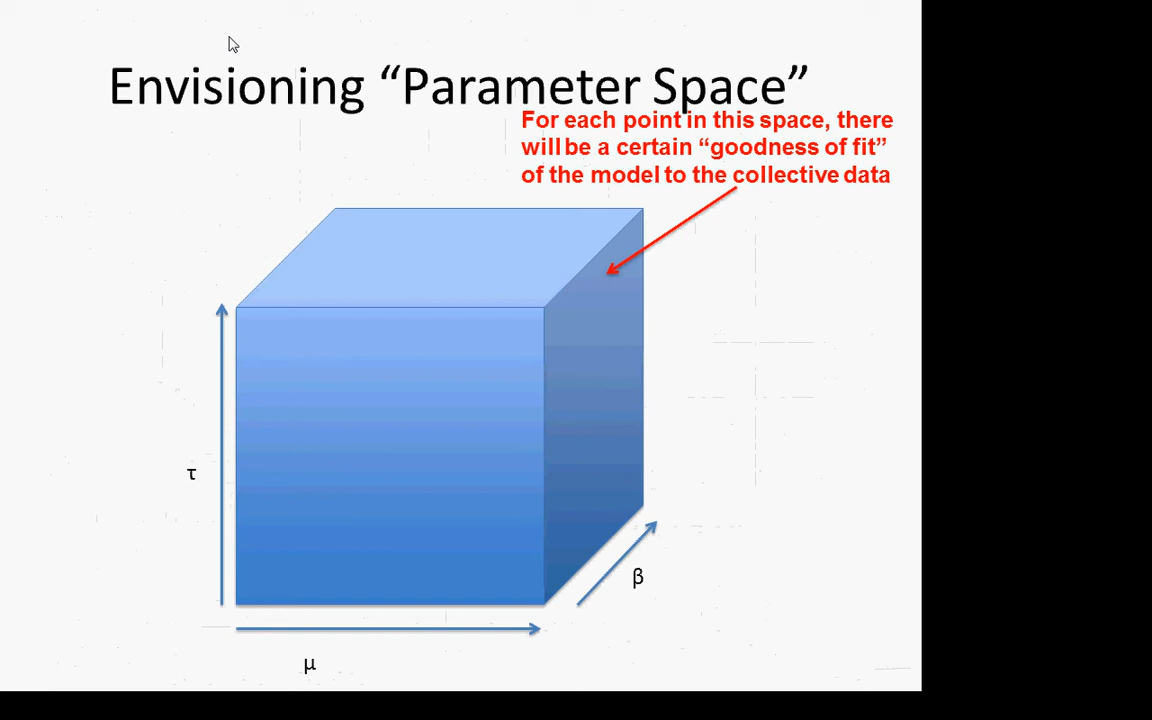 Envisioning “Parameter Space”
For each point in this space, there
will be a certain “goodness of fit”
of the model to the collective data
τ
β
μ